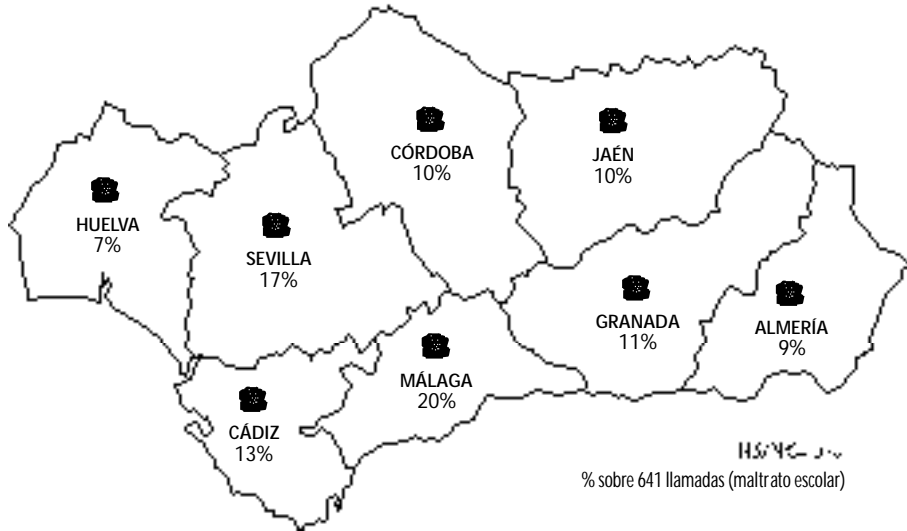 CÓRDOBA
10%
JAÉN
10%
HUELVA
7%
SEVILLA
17%
GRANADA
11%
ALMERÍA
9%
MÁLAGA
20%
CÁDIZ
13%
% sobre 641 llamadas (maltrato escolar)